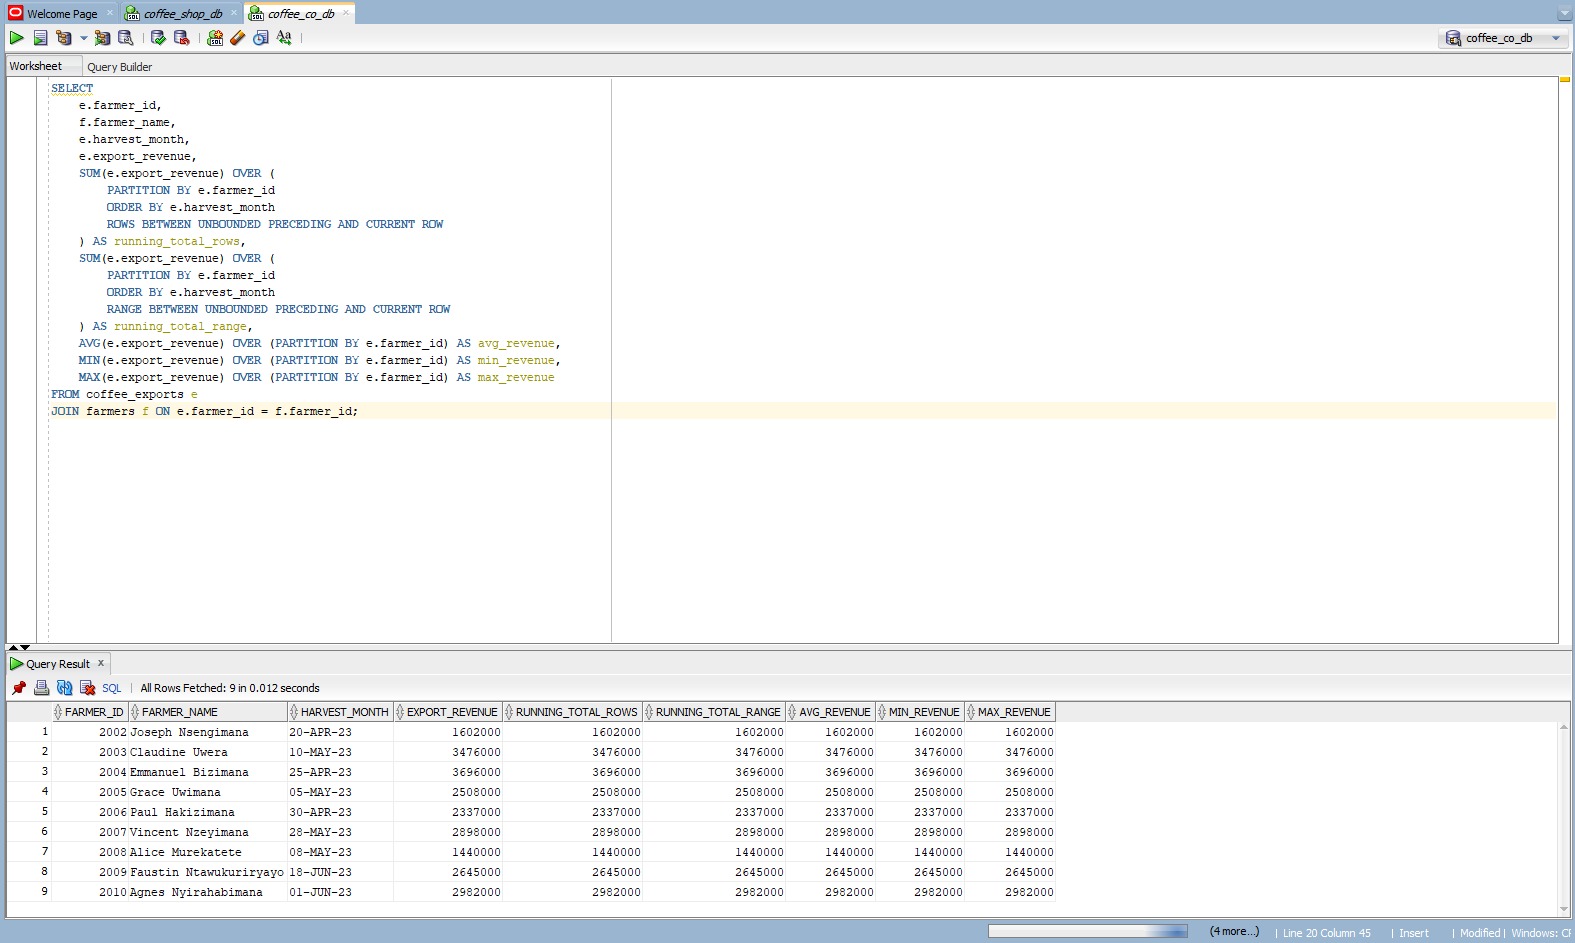 Welcome Page coffee_shop_db coffee_co_db
coffee_co_db
Worksheet Query Builder
SELECT
e.farmer_id,
f.farmer_name,
e.harvest_month,
e.export_revenue,
SUM(e.export_revenue) OVER (
PARTITION BY e.farmer_id
ORDER BY e.harvest_month
ROWS BETWEEN UNBOUNDED PRECEDING AND CURRENT ROW
) AS running_total_rows,
SUM(e.export_revenue) OVER (
PARTITION BY e.farmer_id
ORDER BY e.harvest_month
RANGE BETWEEN UNBOUNDED PRECEDING AND CURRENT ROW
) AS running_total_range,
AVG(e.export_revenue) OVER (PARTITION BY e.farmer_id) AS avg_revenue,
MIN(e.export_revenue) OVER (PARTITION BY e.farmer_id) AS min_revenue,
MAX(e.export_revenue) OVER (PARTITION BY e.farmer_id) AS max_revenue
FROM coffee_exports e
JOIN farmers f ON e.farmer_id = f.farmer_id;
Query Result x
SQL | All Rows Fetched: 9 in 0.012 seconds
FARMER_ID FARMER_NAME HARVEST_MONTH EXPORT_REVENUE RUNNING_TOTAL_ROWS RUNNING_TOTAL_RANGE AVG_REVENUE MIN_REVENUE MAX_REVENUE
1 2002 Joseph Nsengimana 20-APR-23 1602000 1602000 1602000 1602000 1602000 1602000
2 2003 Claudine Uwera 10-MAY-23 3476000 3476000 3476000 3476000 3476000 3476000
3 2004 Emmanuel Bizimana 25-APR-23 3696000 3696000 3696000 3696000 3696000 3696000
4 2005 Grace Uwimana 05-MAY-23 2508000 2508000 2508000 2508000 2508000 2508000
5 2006 Paul Hakizimana 30-APR-23 2337000 2337000 2337000 2337000 2337000 2337000
6 2007 Vincent Nzeyimana 28-MAY-23 2898000 2898000 2898000 2898000 2898000 2898000
7 2008 Alice Murekatete 08-MAY-23 1440000 1440000 1440000 1440000 1440000 1440000
8 2009 Faustin Ntawukuriryayo 18-JUN-23 2645000 2645000 2645000 2645000 2645000 2645000
9 2010 Agnes Nyirahabimana 01-JUN-23 2982000 2982000 2982000 2982000 2982000 2982000
(4 more...) | Line 20 Column 45 | Insert | Modified | Windows: